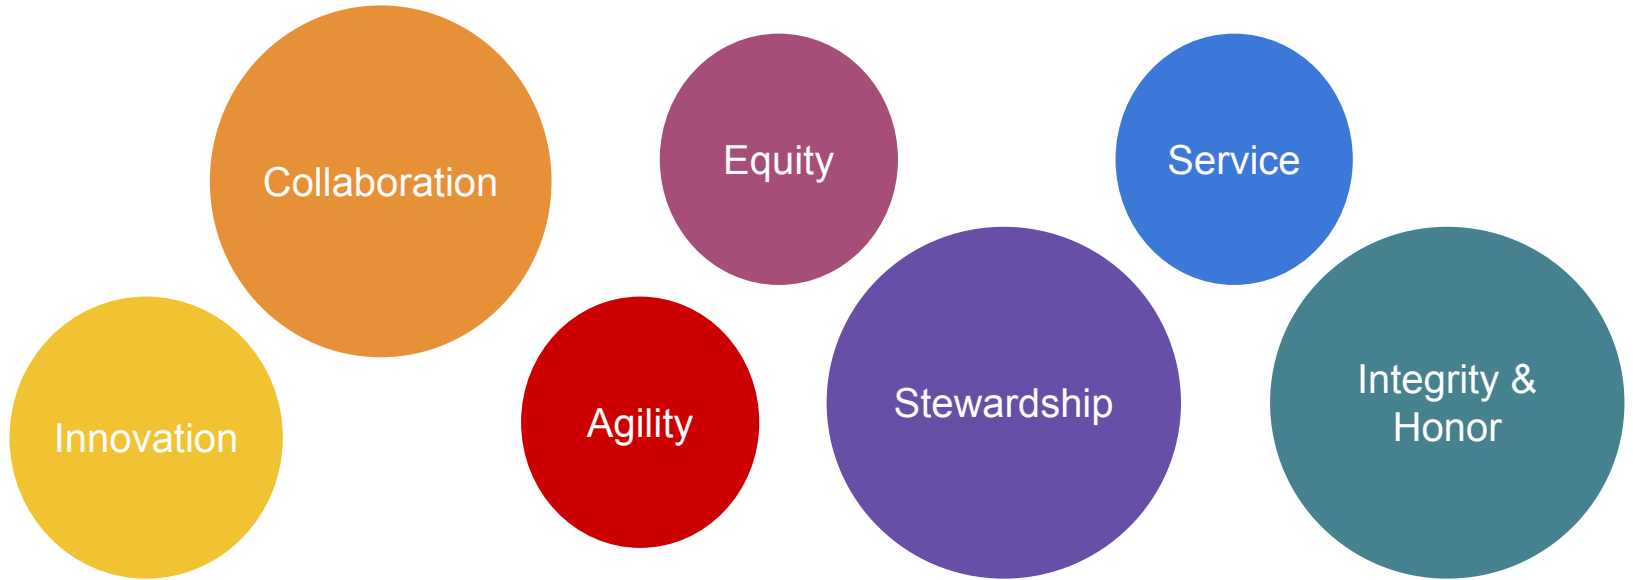 Collaboration
Equity
Service
Innovation
Agility
Stewardship
Integrity &
Honor